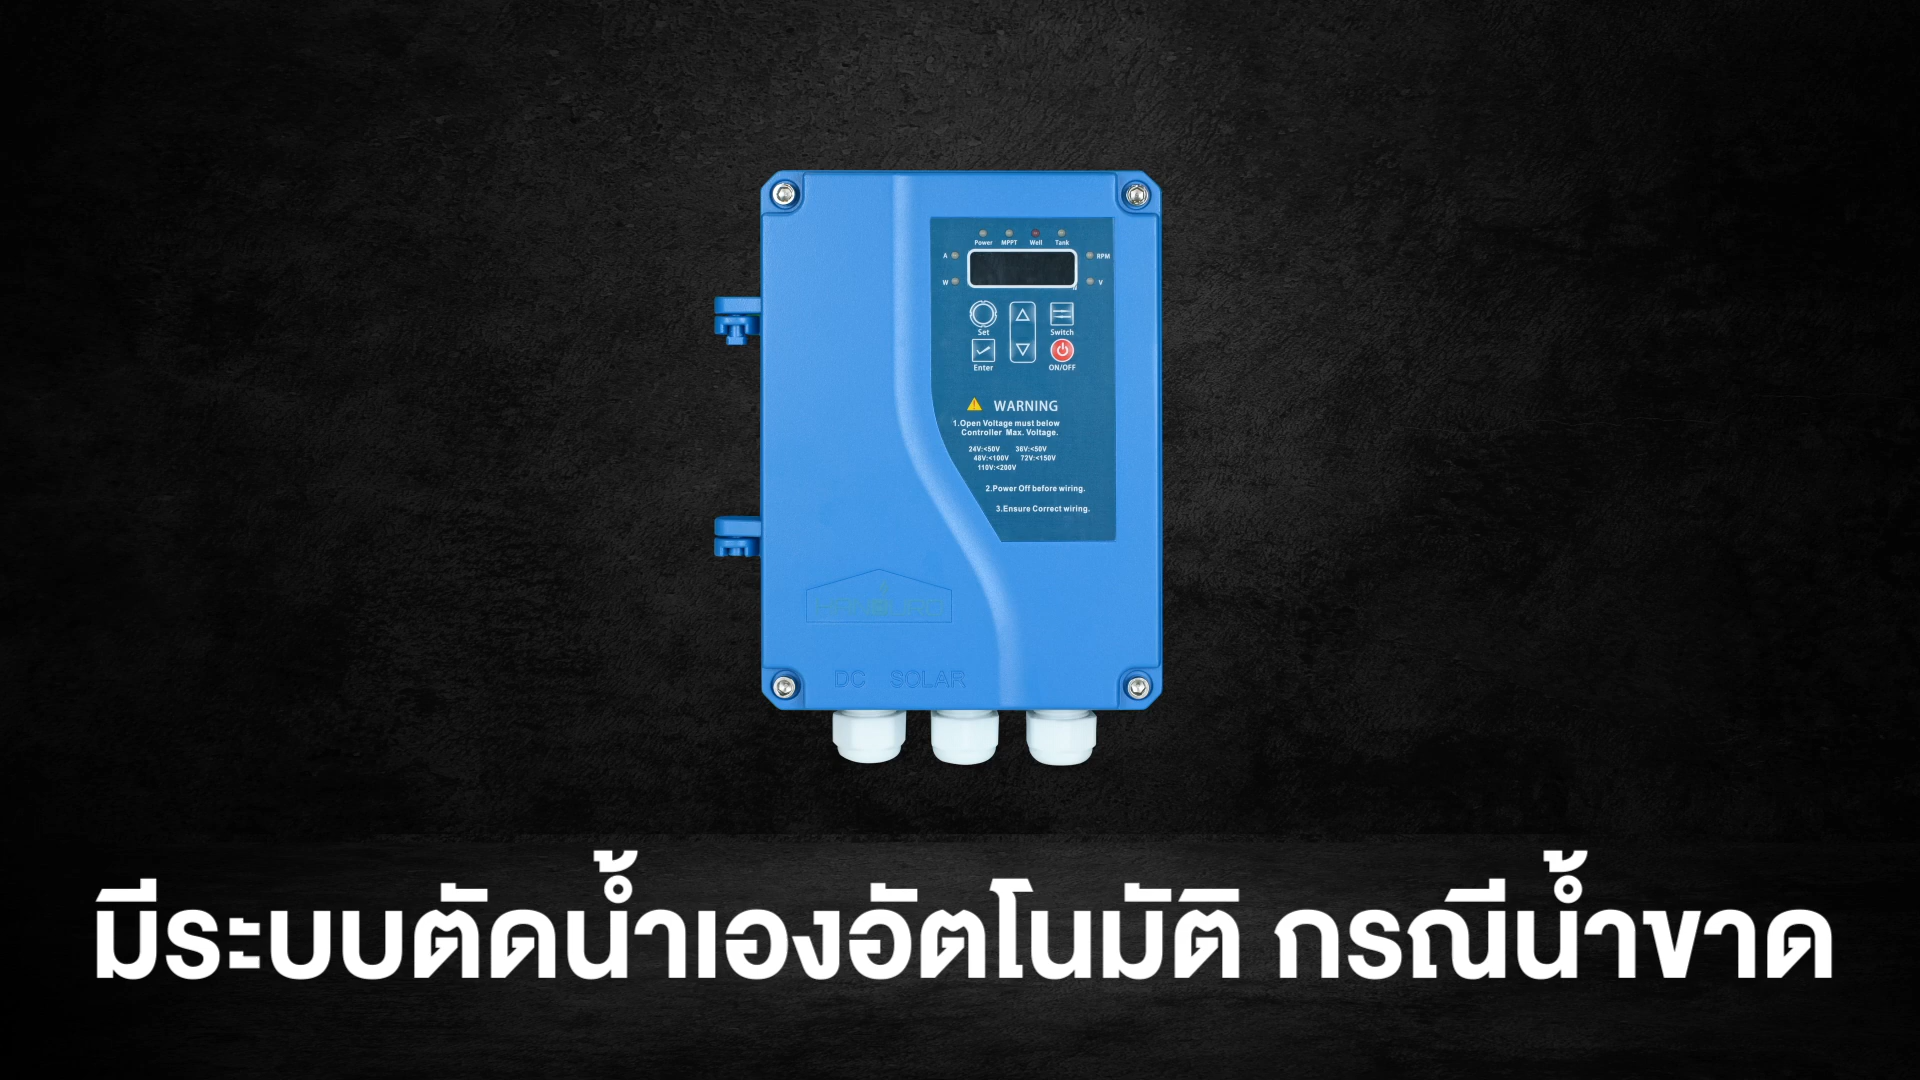 Power MPPT Well Tank
A RPM
W V
Set Switch
Enter ON/OFF
WARNING
1.Open Voltage must below
Controller Max. Voltage.
24V:<50V 36V:<50V
48V:<100V 72V:<150V
110V:<200V
2.Power Off before wiring.
3.Ensure Correct wiring.
DC SOLAR
มีระบบตัดน้ำเองอัตโนมัติ กรณีน้ำขาด